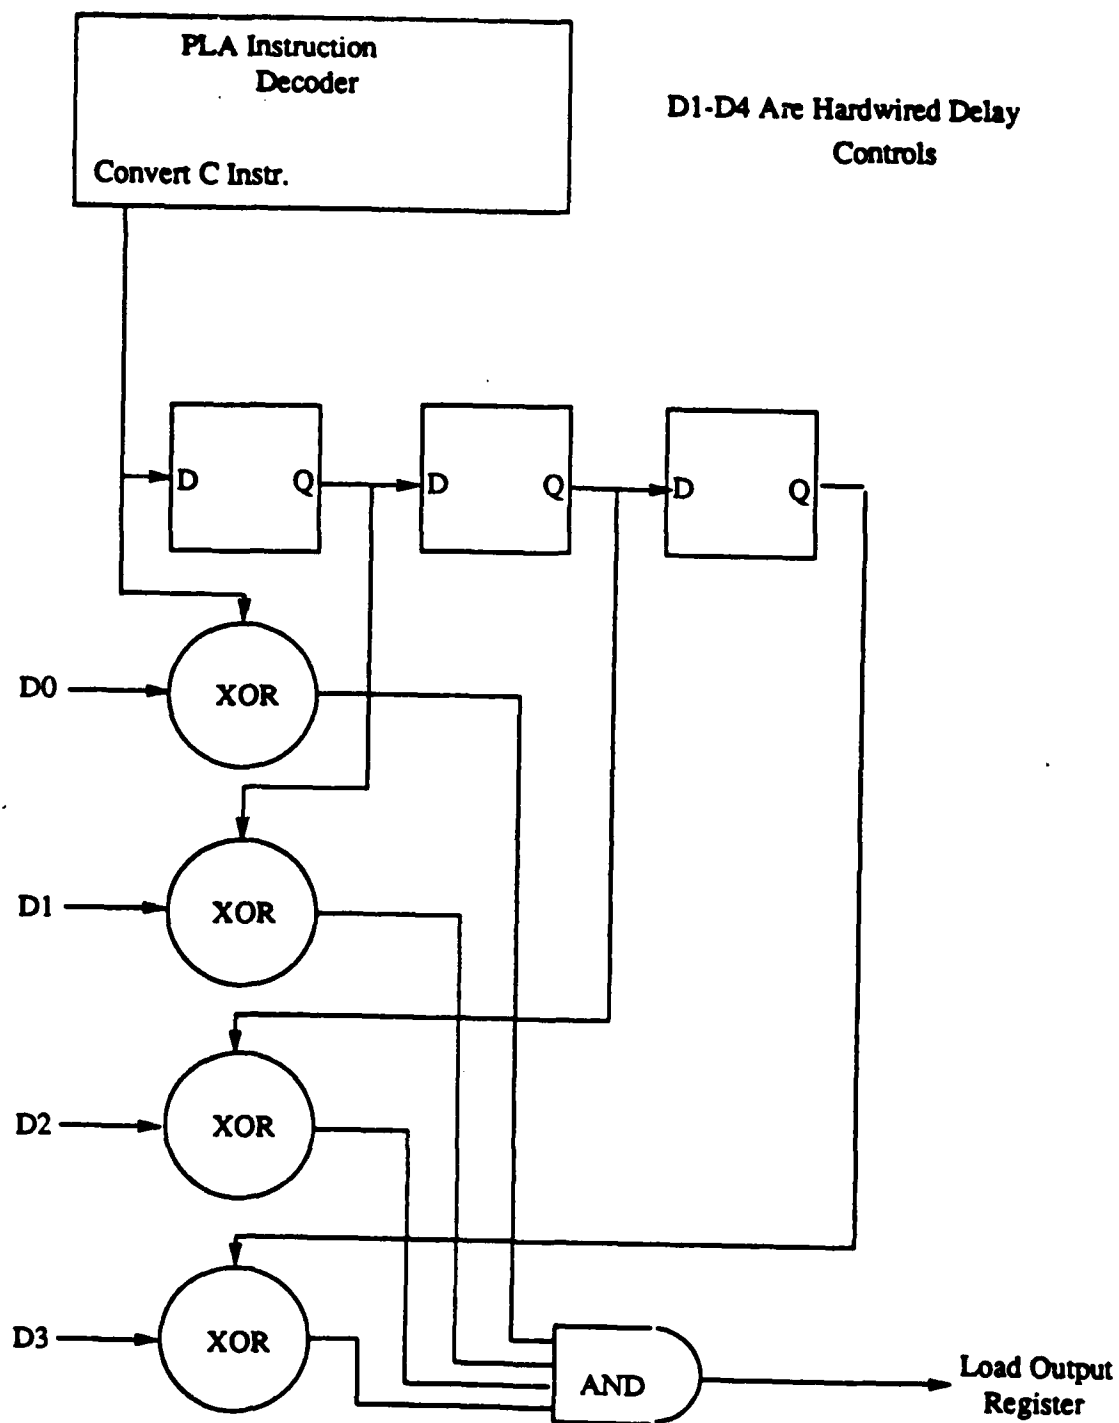 PLA Instruction
Decoder
D1-D4 Are Hardwired Delay
Controls
Convert C Instr.
D Q
D Q
D Q
D0
XOR
D1
XOR
D2
XOR
D3
XOR
AND
Load Output
Register